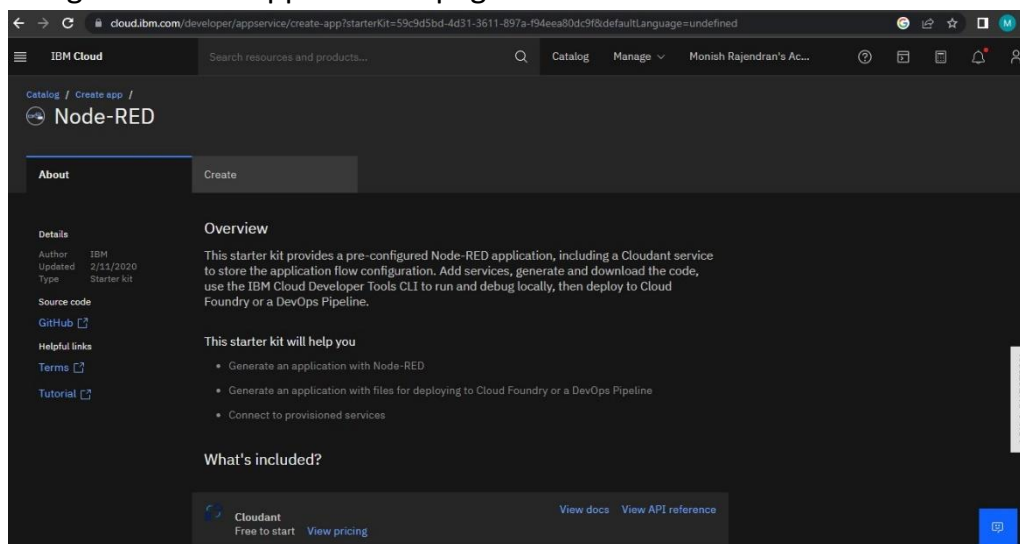 cloud.ibm.com/developer/appservice/create-app?starterKit=59c9d5bd-4d31-3611-897a-f94eea80dc9f&defaultLanguage=undefined
G
M
IBM Cloud
Search resources and products...
Catalog
Manage
Monish Rajendran's Ac...
Catalog / Create app /
Node-RED
About
Create
Details
Author IBM
Updated 2/11/2020
Type Starter kit
Source code
GitHub
Helpful links
Terms
Tutorial
Overview
This starter kit provides a pre-configured Node-RED application, including a Cloudant service
to store the application flow configuration. Add services, generate and download the code,
use the IBM Cloud Developer Tools CLI to run and debug locally, then deploy to Cloud
Foundry or a DevOps Pipeline.
This starter kit will help you
• Generate an application with Node-RED
• Generate an application with files for deploying to Cloud Foundry or a DevOps Pipeline
• Connect to provisioned services
What's included?
Cloudant
Free to start View pricing
View docs View API reference